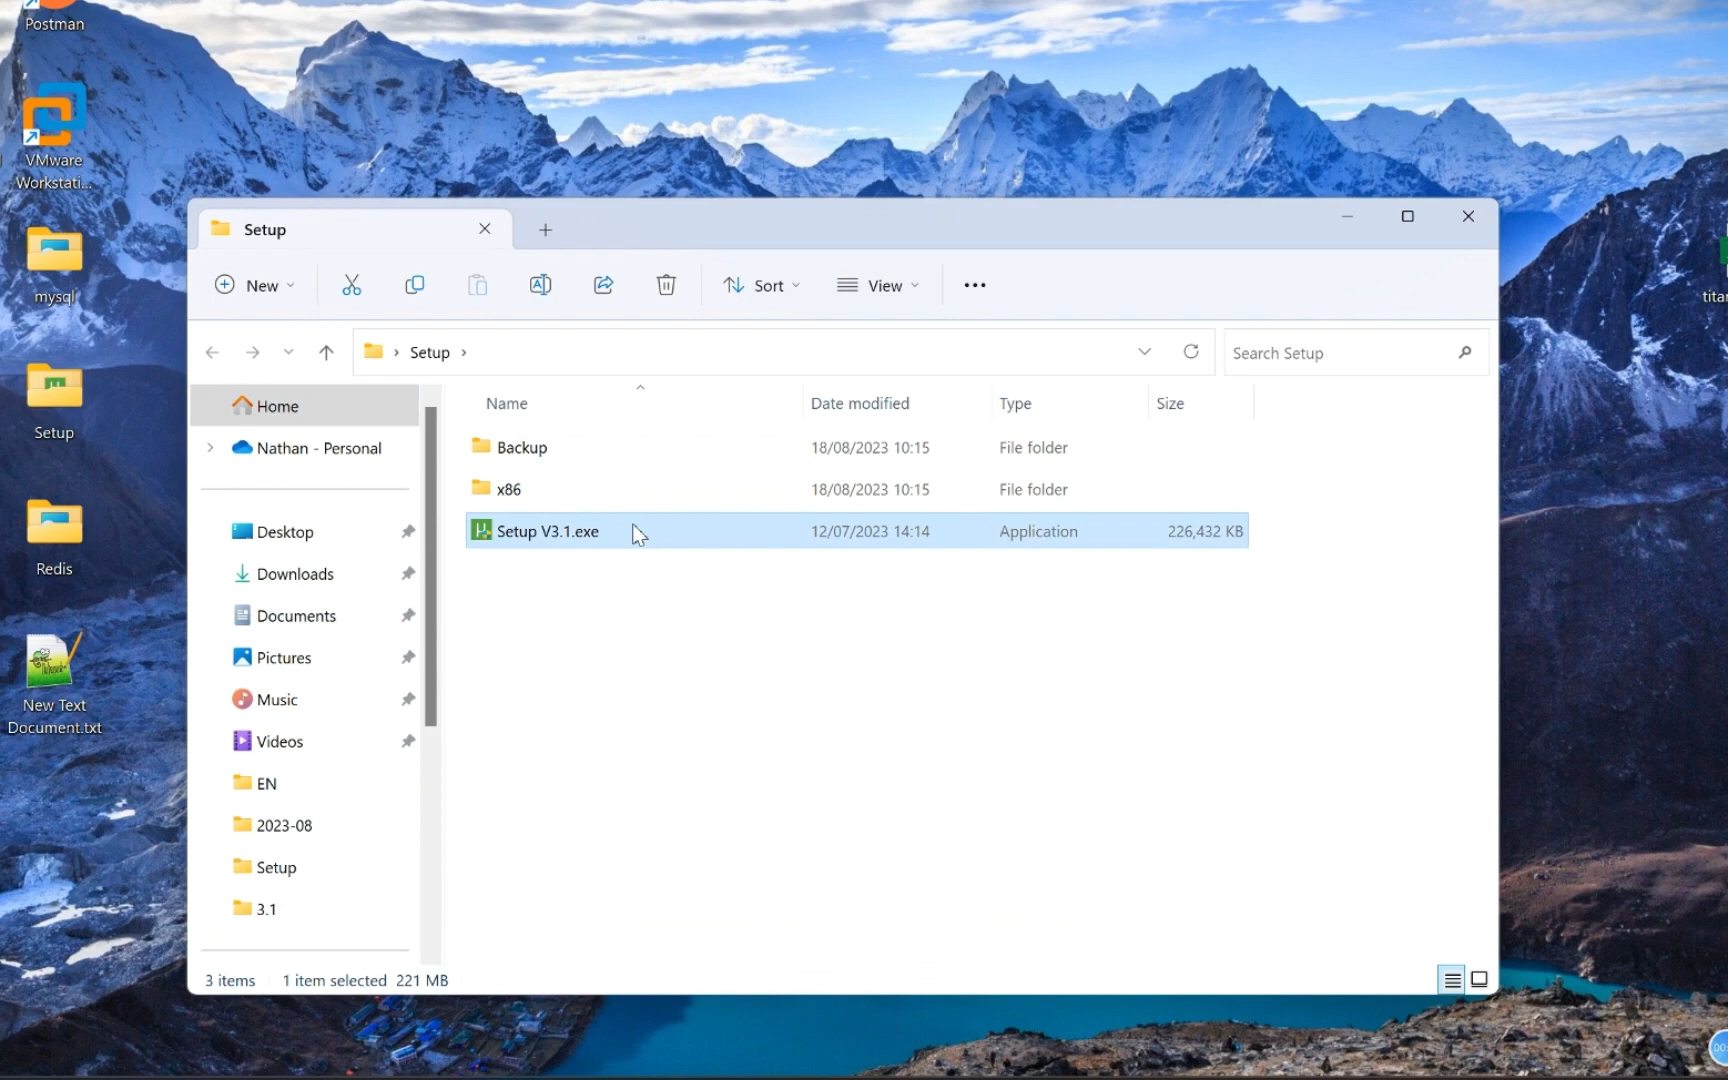 Postman
VMware
Workstati...
mysql
Setup
Redis
New Text
Document.txt
Setup
New
Sort
View
Setup
Search Setup
Home
Nathan - Personal
Desktop
Downloads
Documents
Pictures
Music
Videos
EN
2023-08
Setup
3.1
Name Date modified Type Size
Backup 18/08/2023 10:15 File folder
x86 18/08/2023 10:15 File folder
Setup V3.1.exe 12/07/2023 14:14 Application 226,432 KB
3 items 1 item selected 221 MB